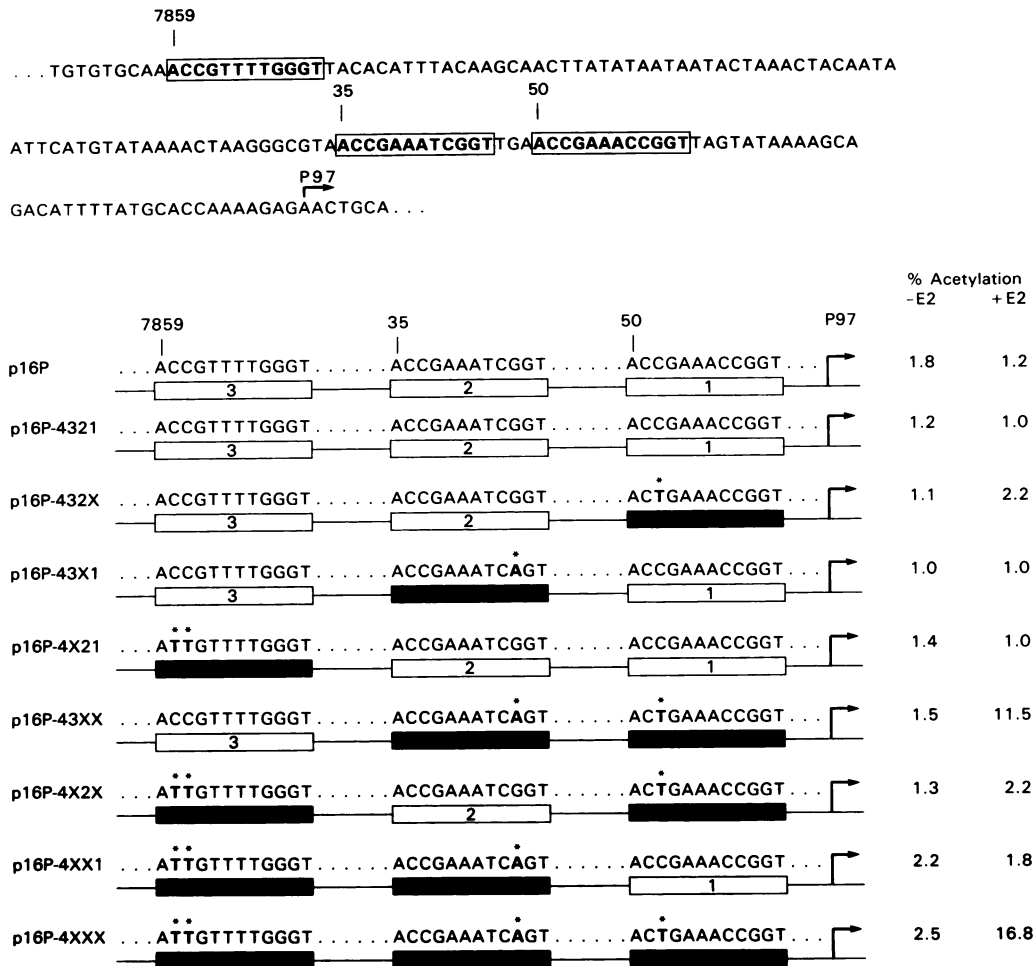 7859
...TGTGTGCAAACCGTTTTGGGTTACACATTTACAAGCAACTTATATAATAATACTAAACTACAATA
35 50
ATTCATGTATAAAACTAAGGGCGTAACCGAAATCGGTTGAACCGAAACCGGTTAGTATAAAAGCA
P97
GACATTTTATGCACCAAAAGAGAACTGCA...
% Acetylation
-E2 +E2
7859 35 50 P97
p16P ...ACCGTTTTGGGT......ACCGAAATCGGT......ACCGAAACCGGT... 1.8 1.2
3 2 1
p16P-4321 ...ACCGTTTTGGGT......ACCGAAATCGGT......ACCGAAACCGGT... 1.2 1.0
3 2 1
*
p16P-432X ...ACCGTTTTGGGT......ACCGAAATCGGT......ACTGAAACCGGT... 1.1 2.2
3 2
*
p16P-43X1 ...ACCGTTTTGGGT......ACCGAAATCAGT......ACCGAAACCGGT... 1.0 1.0
3 1
* *
p16P-4X21 ...ATTGTTTTGGGT......ACCGAAATCGGT......ACCGAAACCGGT... 1.4 1.0
2 1
* *
p16P-43XX ...ACCGTTTTGGGT......ACCGAAATCAGT......ACTGAAACCGGT... 1.5 11.5
3
* * *
p16P-4X2X ...ATTGTTTTGGGT......ACCGAAATCGGT......ACTGAAACCGGT... 1.3 2.2
2
* * *
p16P-4XX1 ...ATTGTTTTGGGT......ACCGAAATCAGT......ACCGAAACCGGT... 2.2 1.8
1
* * * *
p16P-4XXX ...ATTGTTTTGGGT......ACCGAAATCAGT......ACTGAAACCGGT... 2.5 16.8